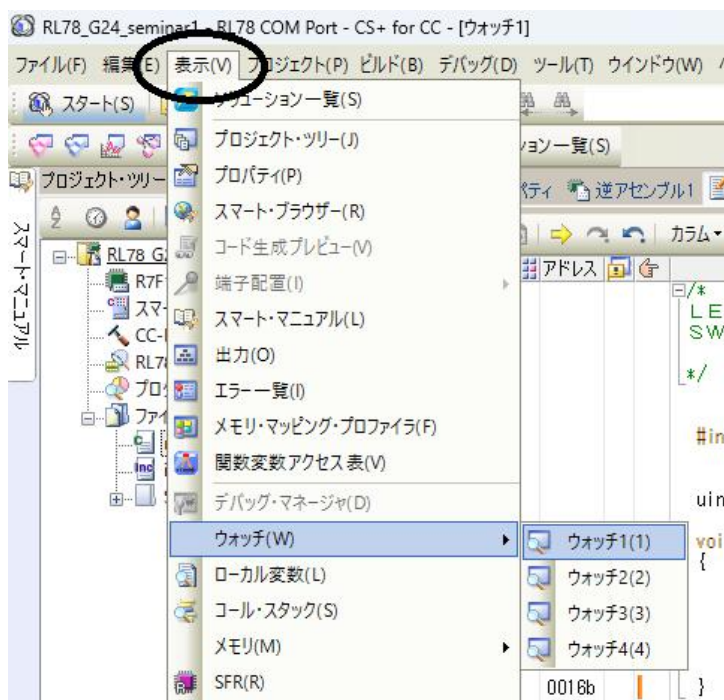 RL78_G24_seminar1 - RL78 COM Port - CS+ for CC - [ウォッチ1]
ファイル(F) 編集(E) 表示(V) プロジェクト(P) ビルド(B) デバッグ(D) ツール(T) ウインドウ(W)
スタート(S) ソリューション一覧(S)
プロジェクト・ツリー(J)
ション一覧(S)
プロジェクト・ツリー
プロパティ(P)
パティ 逆アセンブル1
スマート・ブラウザー(R)
スマート・マニュアル
コード生成プレビュー(V)
カラム
RL78_G2
端子配置(I)
アドレス
R7F
/*
LE
スマート・マニュアル(L)
スマ
SW
CC-
出力(O)
RL78
*/
エラー一覧(I)
プロ
メモリ・マッピング・プロファイラ(F)
ファイ
#in
関数変数アクセス表(V)
inc
デバッグ・マネージャ(D)
uin
ウォッチ(W) ウォッチ1(1)
voi
{
ローカル変数(L) ウォッチ2(2)
コール・スタック(S) ウォッチ3(3)
メモリ(M) ウォッチ4(4)
SFR(R)
0016b
}